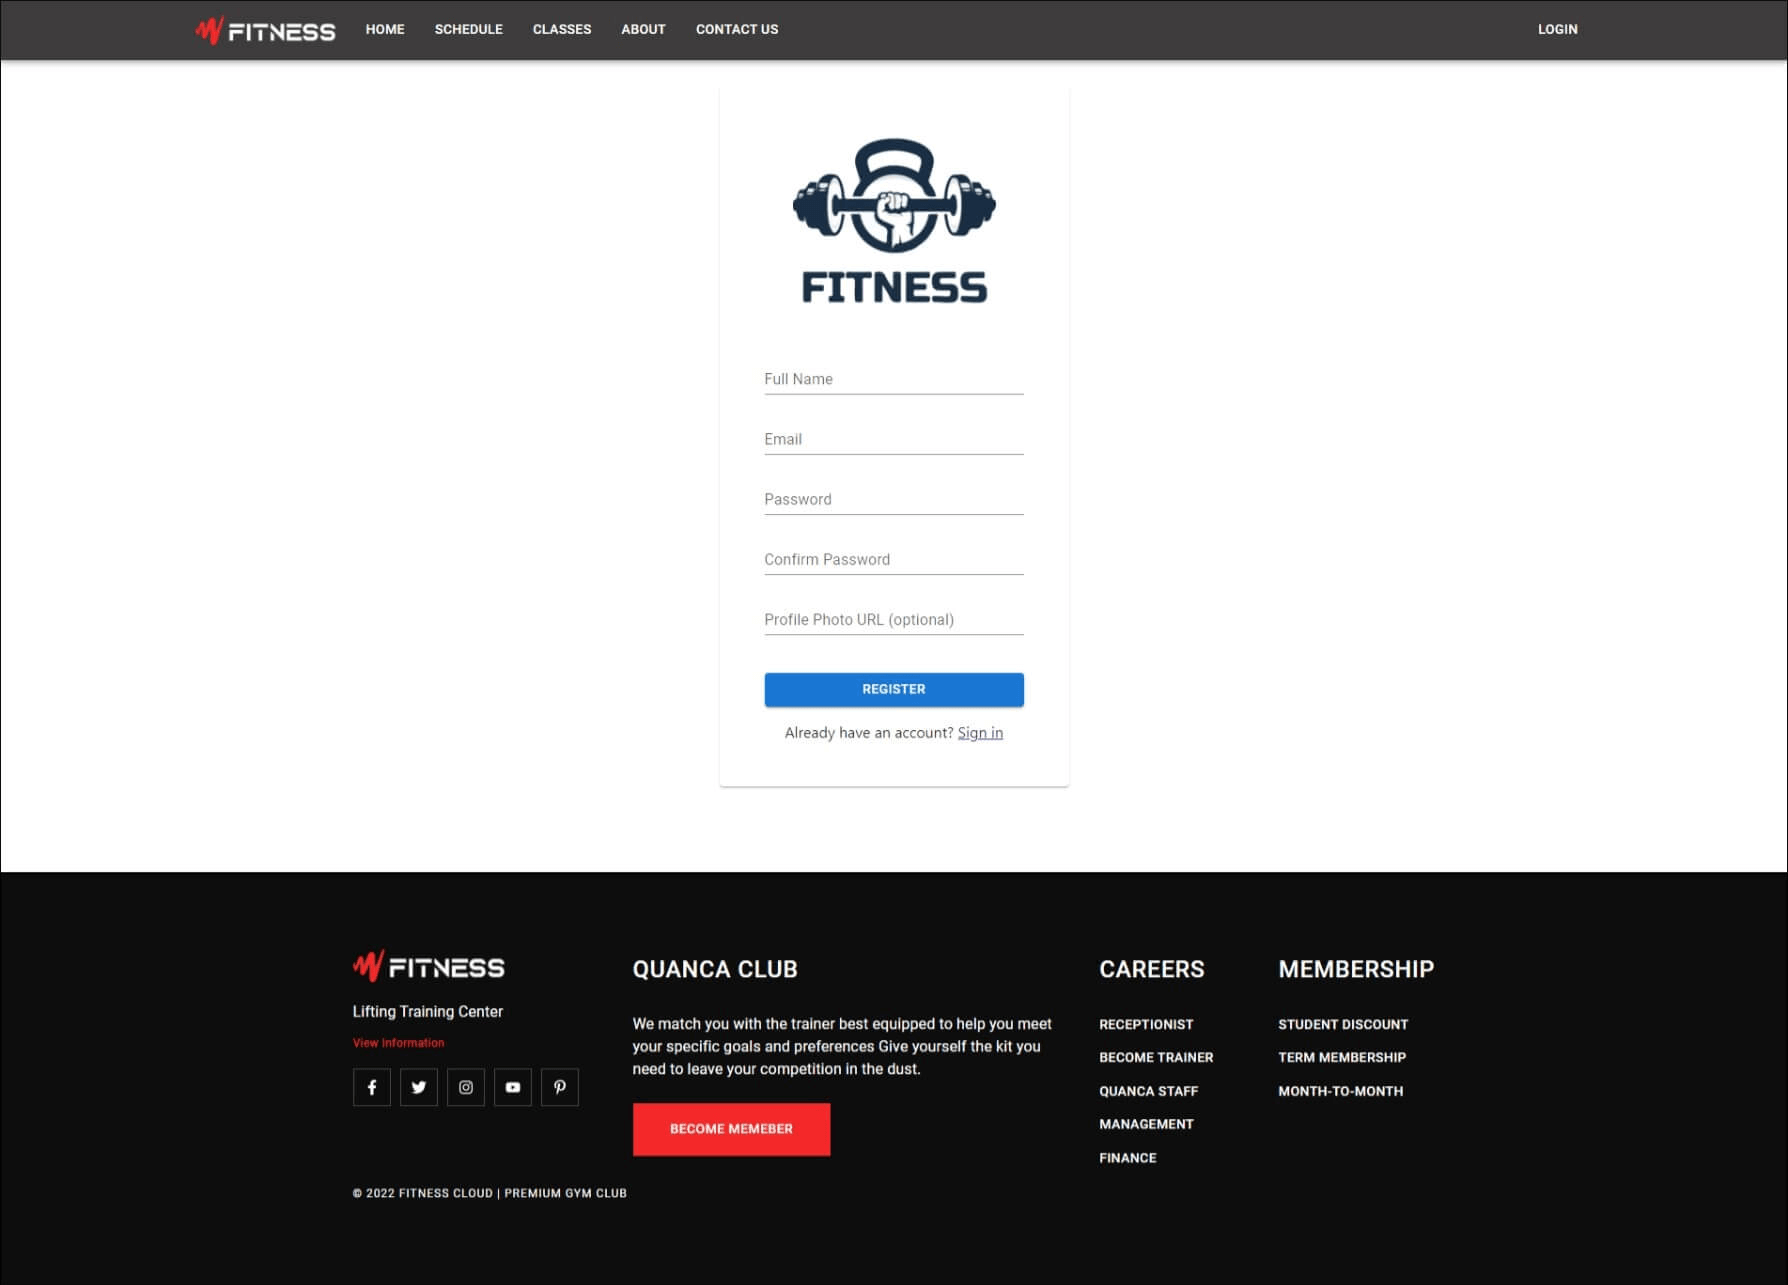 FITNESS HOME SCHEDULE CLASSES ABOUT CONTACT US LOGIN
FITNESS
Full Name
Email
Password
Confirm Password
Profile Photo URL (optional)
REGISTER
Already have an account? Sign in
FITNESS
Lifting Training Center
View Information
QUANCA CLUB
We match you with the trainer best equipped to help you meet
your specific goals and preferences Give yourself the kit you
need to leave your competition in the dust.
BECOME MEMEBER
CAREERS
RECEPTIONIST
BECOME TRAINER
QUANCA STAFF
MANAGEMENT
FINANCE
MEMBERSHIP
STUDENT DISCOUNT
TERM MEMBERSHIP
MONTH-TO-MONTH
© 2022 FITNESS CLOUD | PREMIUM GYM CLUB